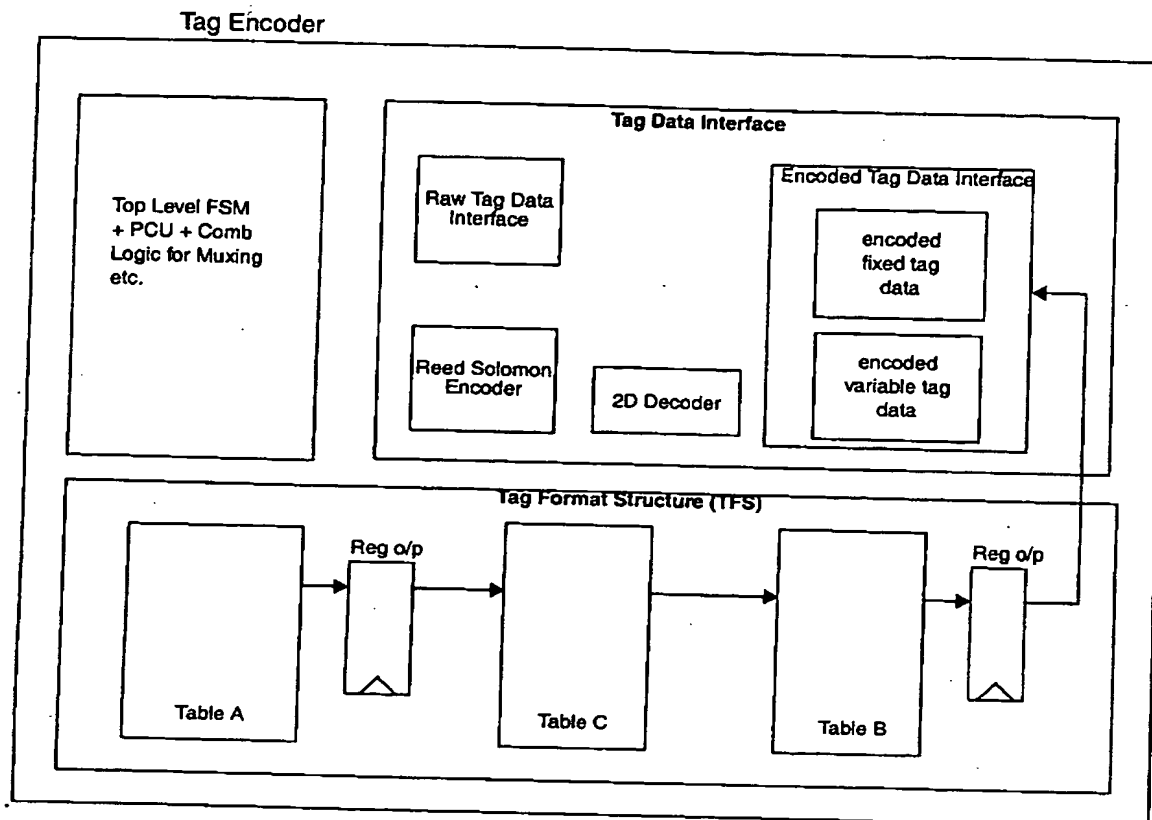 Tag Encoder
Top Level FSM
+ PCU + Comb
Logic for Muxing
etc.
Tag Data Interface
Raw Tag Data
Interface
Reed Solomon
Encoder
2D Decoder
Encoded Tag Data Interface
encoded
fixed tag
data
encoded
variable tag
data
Tag Format Structure (TFS)
Table A
Reg o/p
Table C
Table B
Reg o/p